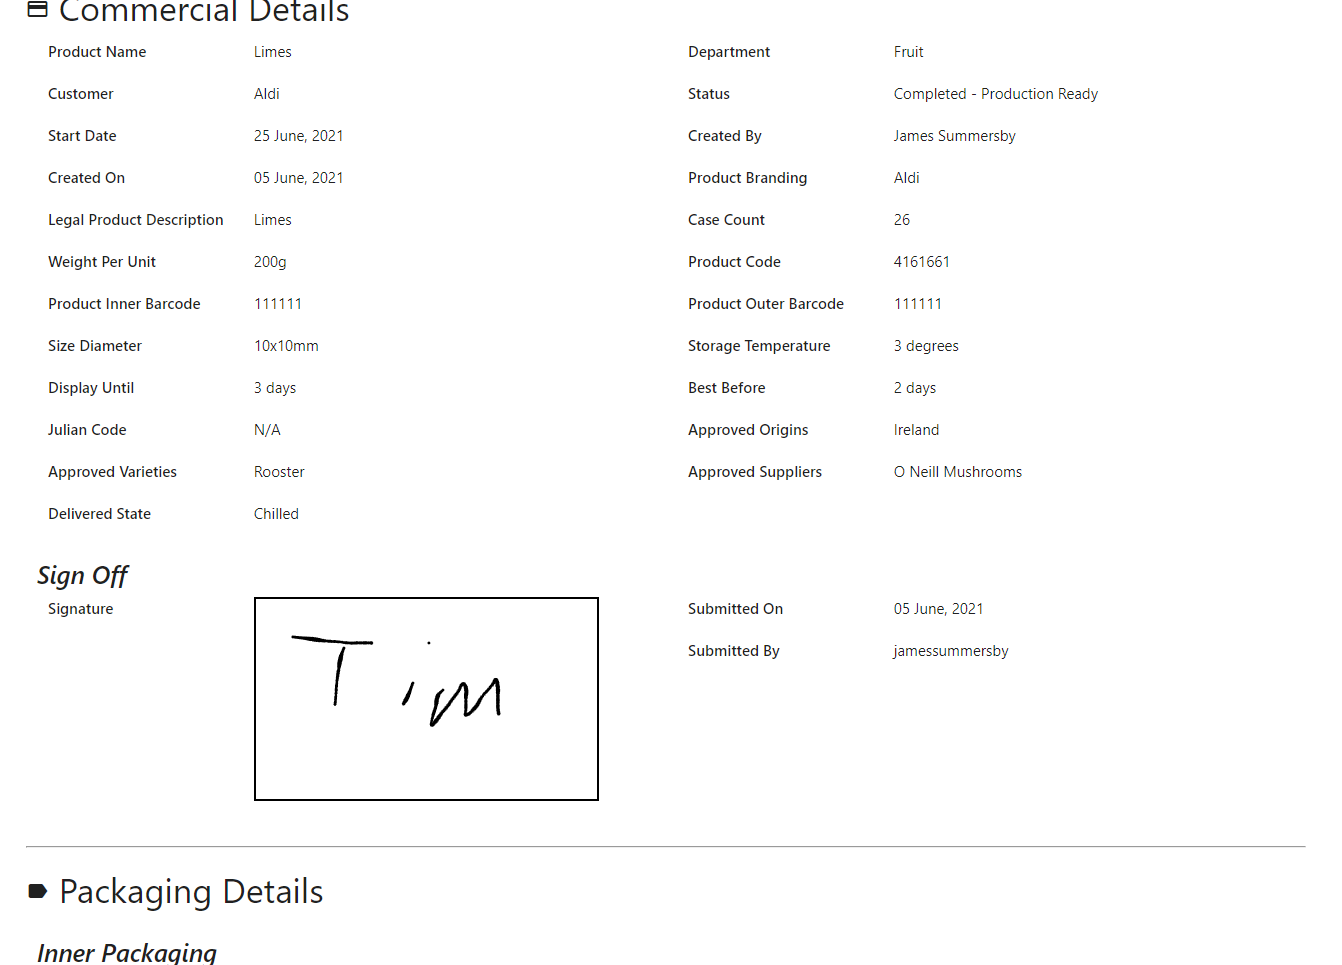 Commercial Details
Product Name Limes Department Fruit
Customer Aldi Status Completed - Production Ready
Start Date 25 June, 2021 Created By James Summersby
Created On 05 June, 2021 Product Branding Aldi
Legal Product Description Limes Case Count 26
Weight Per Unit 200g Product Code 4161661
Product Inner Barcode 111111 Product Outer Barcode 111111
Size Diameter 10x10mm Storage Temperature 3 degrees
Display Until 3 days Best Before 2 days
Julian Code N/A Approved Origins Ireland
Approved Varieties Rooster Approved Suppliers O Neill Mushrooms
Delivered State Chilled
Sign Off
Signature Submitted On 05 June, 2021
Submitted By jamessummersby
Tim
Packaging Details
Inner Packaging